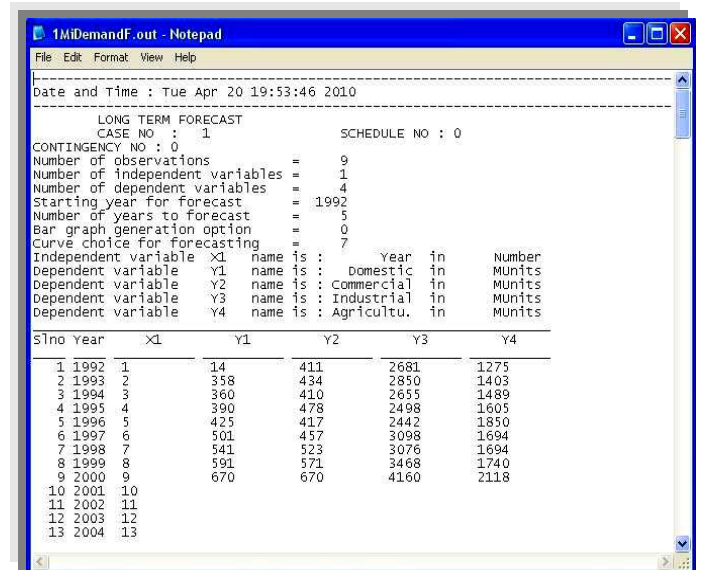 1MiDemandF.out - Notepad
File Edit Format View Help
--------------------------------------------------------------------------------
Date and Time : Tue Apr 20 19:53:46 2010
--------------------------------------------------------------------------------
LONG TERM FORECAST
CASE NO : 1 SCHEDULE NO : 0
CONTINGENCY NO : 0
Number of observations = 9
Number of independent variables = 1
Number of dependent variables = 4
Starting year for forecast = 1992
Number of years to forecast = 5
Bar graph generation option = 0
Curve choice for forecasting = 7
Independent variable X1 name is : Year in Number
Dependent variable Y1 name is : Domestic in MUnits
Dependent variable Y2 name is : Commercial in MUnits
Dependent variable Y3 name is : Industrial in MUnits
Dependent variable Y4 name is : Agricultu. in MUnits
Slno Year X1 Y1 Y2 Y3 Y4
1 1992 1 14 411 2681 1275
2 1993 2 358 434 2850 1403
3 1994 3 360 410 2655 1489
4 1995 4 390 478 2498 1605
5 1996 5 425 417 2442 1850
6 1997 6 501 457 3098 1694
7 1998 7 541 523 3076 1694
8 1999 8 591 571 3468 1740
9 2000 9 670 670 4160 2118
10 2001 10
11 2002 11
12 2003 12
13 2004 13